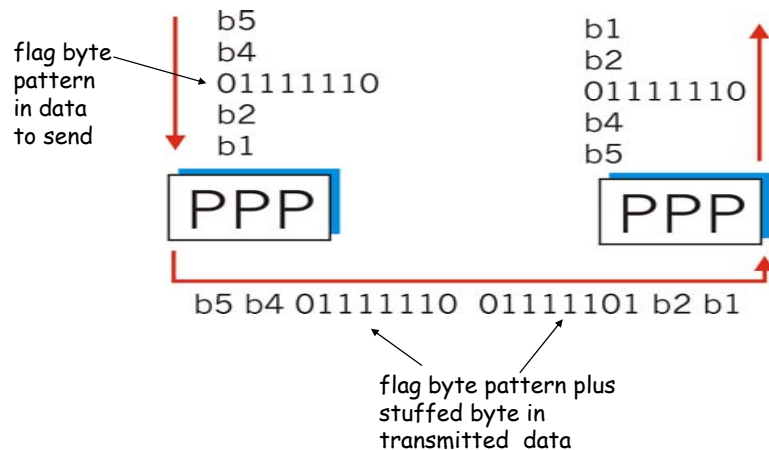 flag byte
pattern
in data
to send
b5
b4
01111110
b2
b1
b1
b2
01111110
b4
b5
PPP
PPP
b5 b4 01111110 01111101 b2 b1
flag byte pattern plus
stuffed byte in
transmitted data